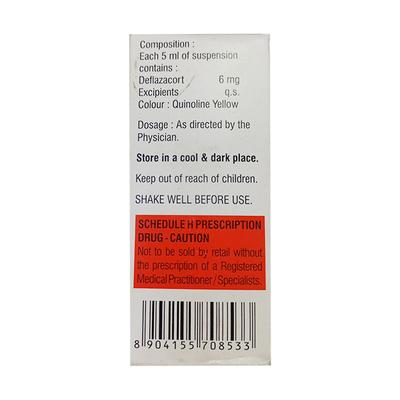 Composition :
Each 5 ml of suspension
contains :
Deflazacort 6 mg
Excipients q.s.
Colour : Quinoline Yellow
Dosage : As directed by the
Physician.
Store in a cool & dark place.
Keep out of reach of children.
SHAKE WELL BEFORE USE.
SCHEDULE H PRESCRIPTION
DRUG - CAUTION
Not to be sold by retail without
the prescription of a Registered
Medical Practitioner / Specialists.
8 904155 708533